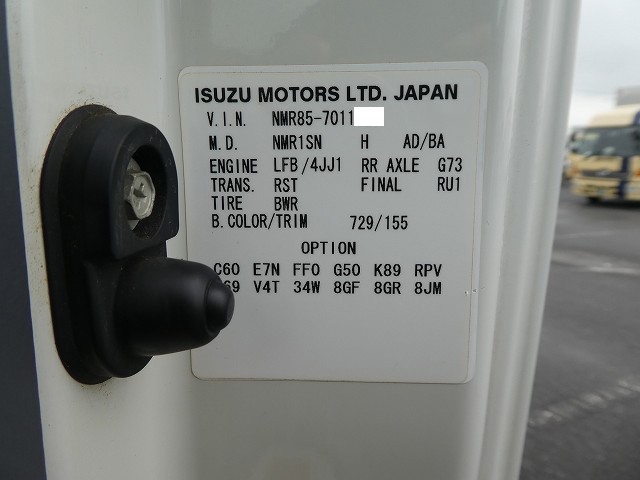 ISUZU MOTORS LTD. JAPAN
V.I.N. NMR85-7011
M.D. NMR1SN H AD/BA
ENGINE LFB/4JJ1 RR AXLE G73
TRANS. RST FINAL RU1
TIRE BWR
B.COLOR/TRIM 729/155
OPTION
C60 E7N FF0 G50 K89 RPV
V4T 34W 8GF 8GR 8JM